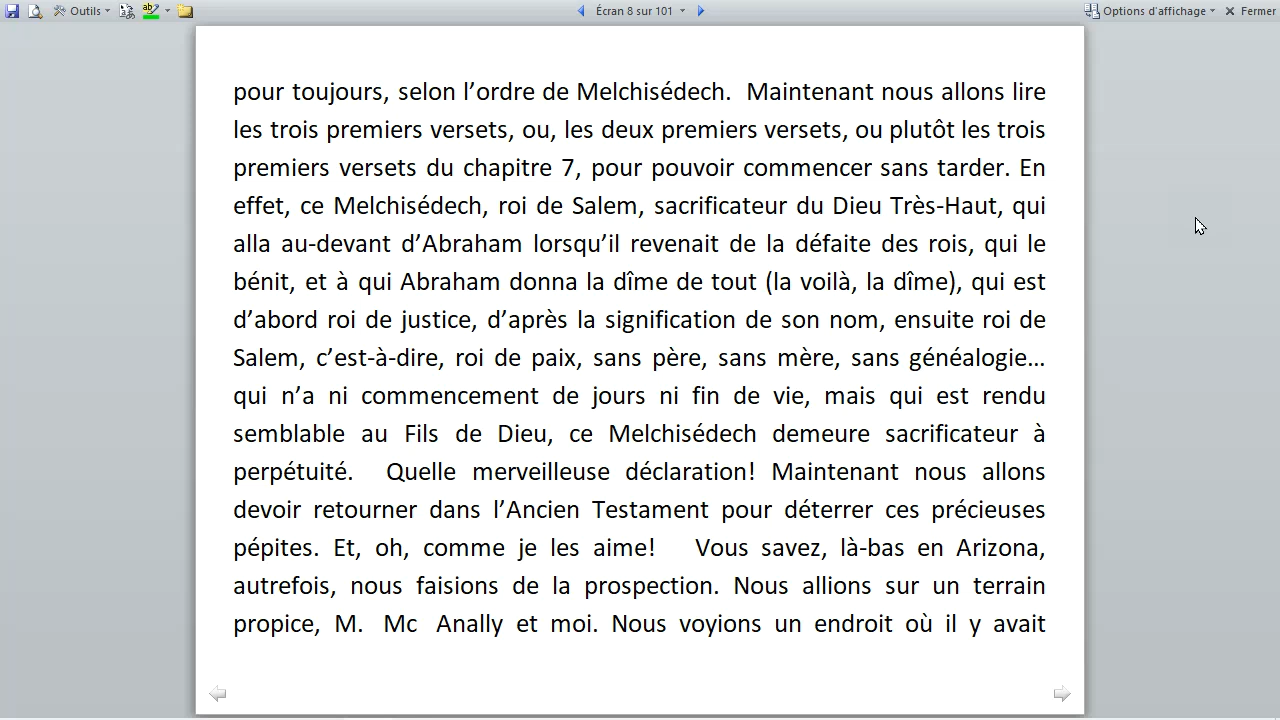 Outils
Écran 8 sur 101
Options d'affichage
Fermer
pour toujours, selon l’ordre de Melchisédech. Maintenant nous allons lire
les trois premiers versets, ou, les deux premiers versets, ou plutôt les trois
premiers versets du chapitre 7, pour pouvoir commencer sans tarder. En
effet, ce Melchisédech, roi de Salem, sacrificateur du Dieu Très-Haut, qui
alla au-devant d’Abraham lorsqu’il revenait de la défaite des rois, qui le
bénit, et à qui Abraham donna la dîme de tout (la voilà, la dîme), qui est
d’abord roi de justice, d’après la signification de son nom, ensuite roi de
Salem, c’est-à-dire, roi de paix, sans père, sans mère, sans généalogie…
qui n’a ni commencement de jours ni fin de vie, mais qui est rendu
semblable au Fils de Dieu, ce Melchisédech demeure sacrificateur à
perpétuité. Quelle merveilleuse déclaration! Maintenant nous allons
devoir retourner dans l’Ancien Testament pour déterrer ces précieuses
pépites. Et, oh, comme je les aime! Vous savez, là-bas en Arizona,
autrefois, nous faisions de la prospection. Nous allions sur un terrain
propice, M. Mc Anally et moi. Nous voyions un endroit où il y avait